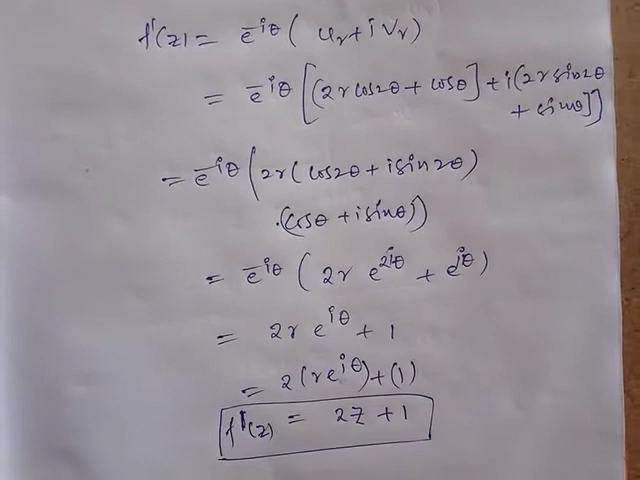 f'(z) = e^{-iθ} ( u_r + i v_r )
= e^{-iθ} [(2r cos2θ + cosθ] + i(2r sin2θ
+ sinθ]]
= e^{-iθ} (2r(cos2θ + i sin2θ)
.(cosθ + i sinθ))
= e^{-iθ} ( 2r e^{2iθ} + e^{iθ} )
= 2r e^{iθ} + 1
= 2(r e^{iθ}) + (1)
f'(z) = 2z + 1